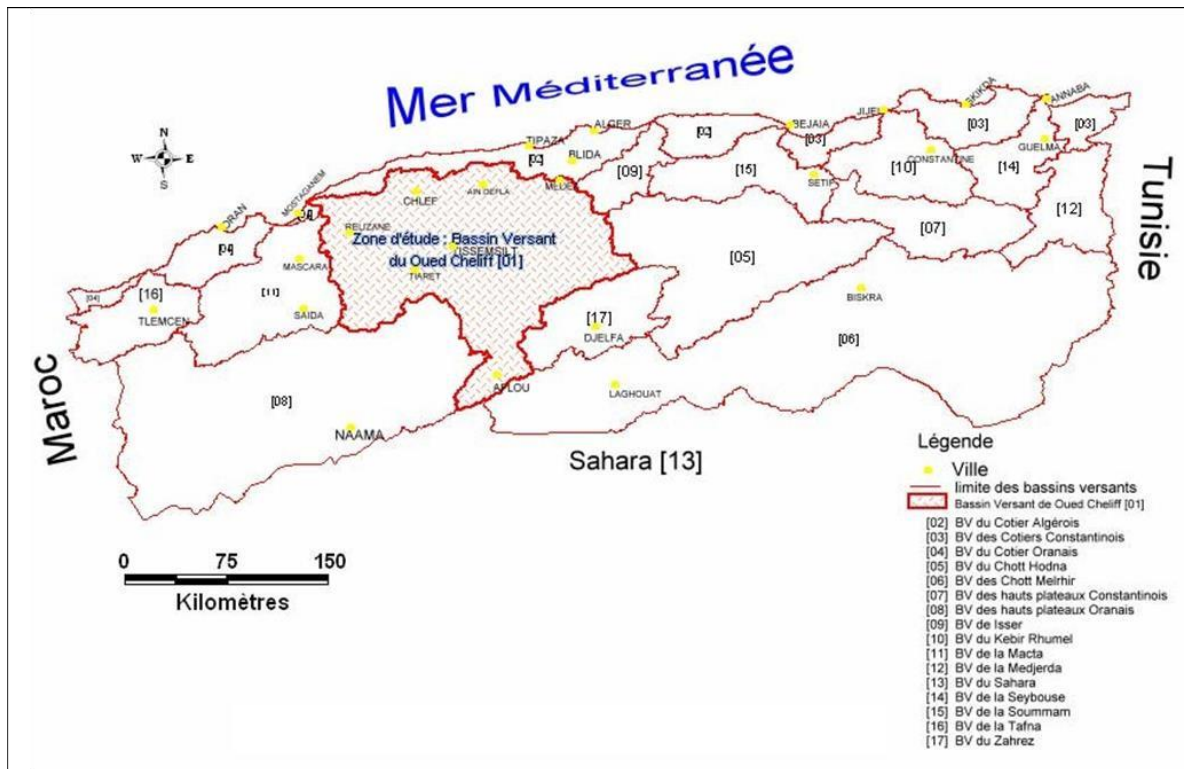 Mer Méditerranée
N
W E
S
SKIKDA
ANNABA
JIJEL
BEJAIA
ALGER
TIPAZA
[03]
[03]
[02]
[03]
GUELMA
BLIDA
[02]
CONSTANTINE
[10]
[14]
[09]
[15]
SETIF
MEDEA
AIN DEFLA
CHLEF
MOSTAGANEM
ORAN
[04]
Tunisie
[12]
[07]
RELIZANE
Zone d'étude : Bassin Versant
du Oued Cheliff [01]
TISSEMSILT
TIARET
MASCARA
[05]
BISKRA
[04]
[16]
[11]
TLEMCEN
SAIDA
[17]
DJELFA
[06]
Maroc
[08]
AFLOU
LAGHOUAT
NAAMA
Sahara [13]
0 75 150
Kilomètres
Légende
Ville
limite des bassins versants
Bassin Versant de Oued Cheliff [01]
[02] BV du Cotier Algérois
[03] BV des Cotiers Constantinois
[04] BV du Cotier Oranais
[05] BV du Chott Hodna
[06] BV des Chott Melrhir
[07] BV des hauts plateaux Constantinois
[08] BV des hauts plateaux Oranais
[09] BV de Isser
[10] BV du Kebir Rhumel
[11] BV de la Macta
[12] BV de la Medjerda
[13] BV du Sahara
[14] BV de la Seybouse
[15] BV de la Soummam
[16] BV de la Tafna
[17] BV du Zahrez